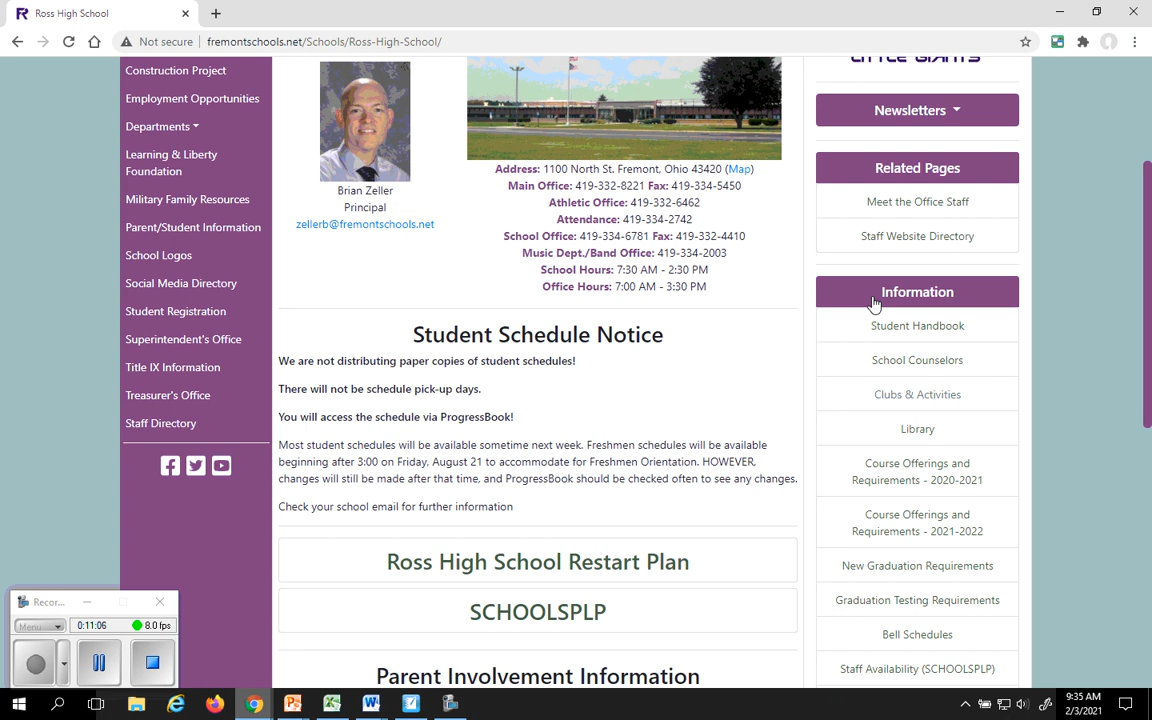 Ross High School
Not secure
fremontschools.net/Schools/Ross-High-School/
Construction Project
Employment Opportunities
Departments
Learning & Liberty
Foundation
Military Family Resources
Parent/Student Information
School Logos
Social Media Directory
Student Registration
Superintendent's Office
Title IX Information
Treasurer's Office
Staff Directory
Brian Zeller
Principal
zellerb@fremontschools.net
Address: 1100 North St. Fremont, Ohio 43420 (Map)
Main Office: 419-332-8221 Fax: 419-334-5450
Athletic Office: 419-332-6462
Attendance: 419-334-2742
School Office: 419-334-6781 Fax: 419-332-4410
Music Dept./Band Office: 419-334-2003
School Hours: 7:30 AM - 2:30 PM
Office Hours: 7:00 AM - 3:30 PM
Student Schedule Notice
We are not distributing paper copies of student schedules!
There will not be schedule pick-up days.
You will access the schedule via ProgressBook!
Most student schedules will be available sometime next week. Freshmen schedules will be available
beginning after 3:00 on Friday, August 21 to accommodate for Freshmen Orientation. HOWEVER,
changes will still be made after that time, and ProgressBook should be checked often to see any changes.
Check your school email for further information
Ross High School Restart Plan
SCHOOLSPLP
Parent Involvement Information
LITTLE GIANTS
Newsletters
Related Pages
Meet the Office Staff
Staff Website Directory
Information
Student Handbook
School Counselors
Clubs & Activities
Library
Course Offerings and
Requirements - 2020-2021
Course Offerings and
Requirements - 2021-2022
New Graduation Requirements
Graduation Testing Requirements
Bell Schedules
Staff Availability (SCHOOLSPLP)
Recor...
Menu
0:11:06
8.0 fps
9:35 AM
2/3/2021